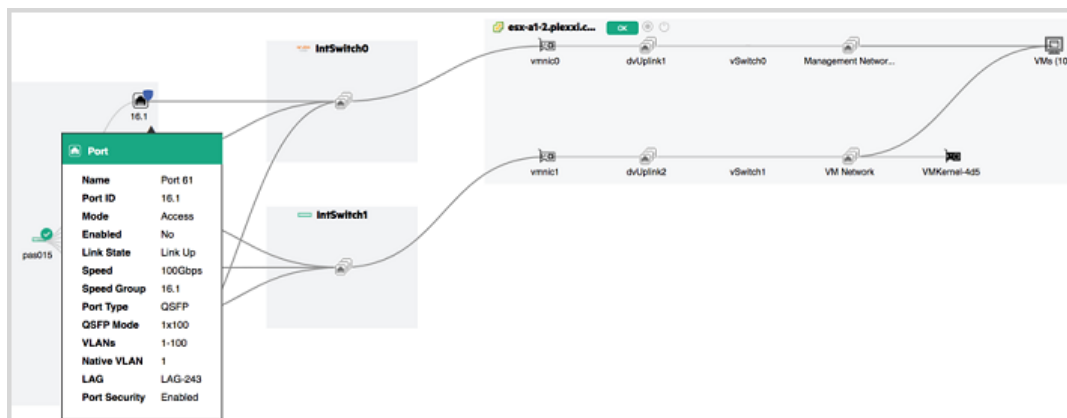 esx-a1-2.plexxi.c...
OK
IntSwitch0
vmnic0
dvUplink1
vSwitch0
Management Networ...
VMs (10
16.1
Port
Name Port 61
Port ID 16.1
Mode Access
Enabled No
Link State Link Up
Speed 100Gbps
Speed Group 16.1
Port Type QSFP
QSFP Mode 1x100
VLANs 1-100
Native VLAN 1
LAG LAG-243
Port Security Enabled
pas015
vmnic1
dvUplink2
vSwitch1
VM Network
VMKernel-4d5
IntSwitch1